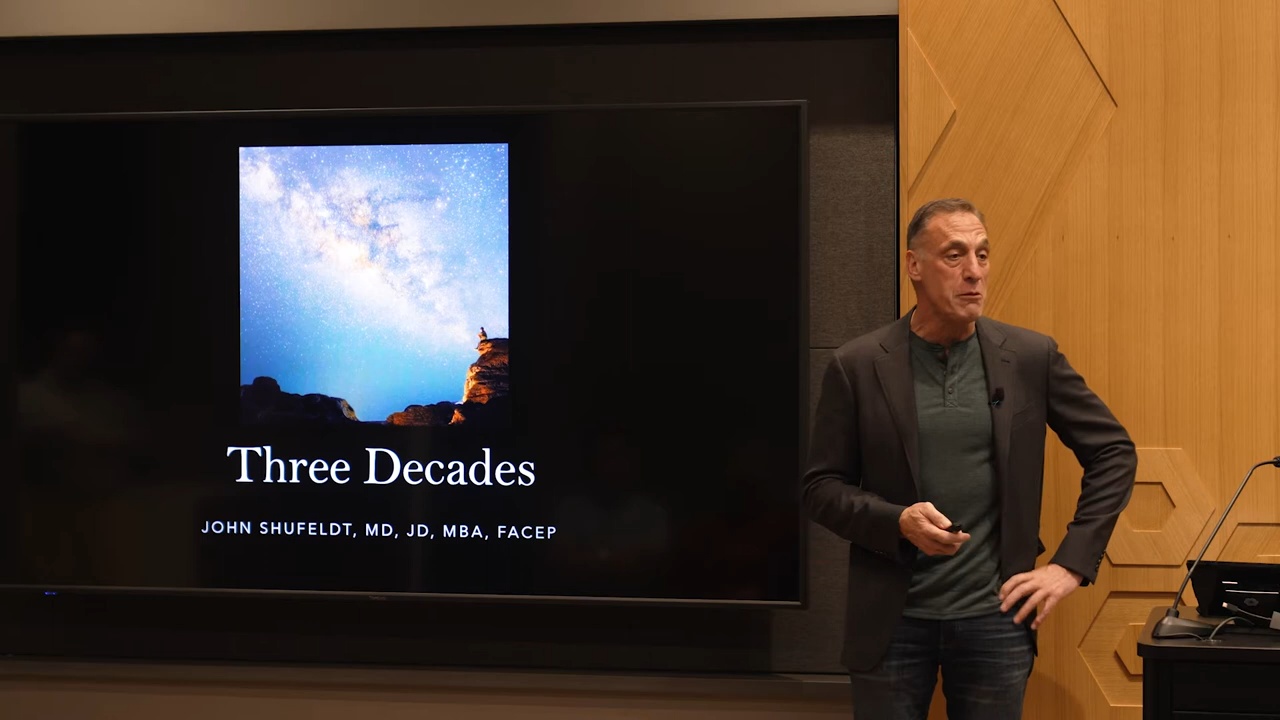 Three Decades
JOHN SHUFELDT, MD, JD, MBA, FACEP